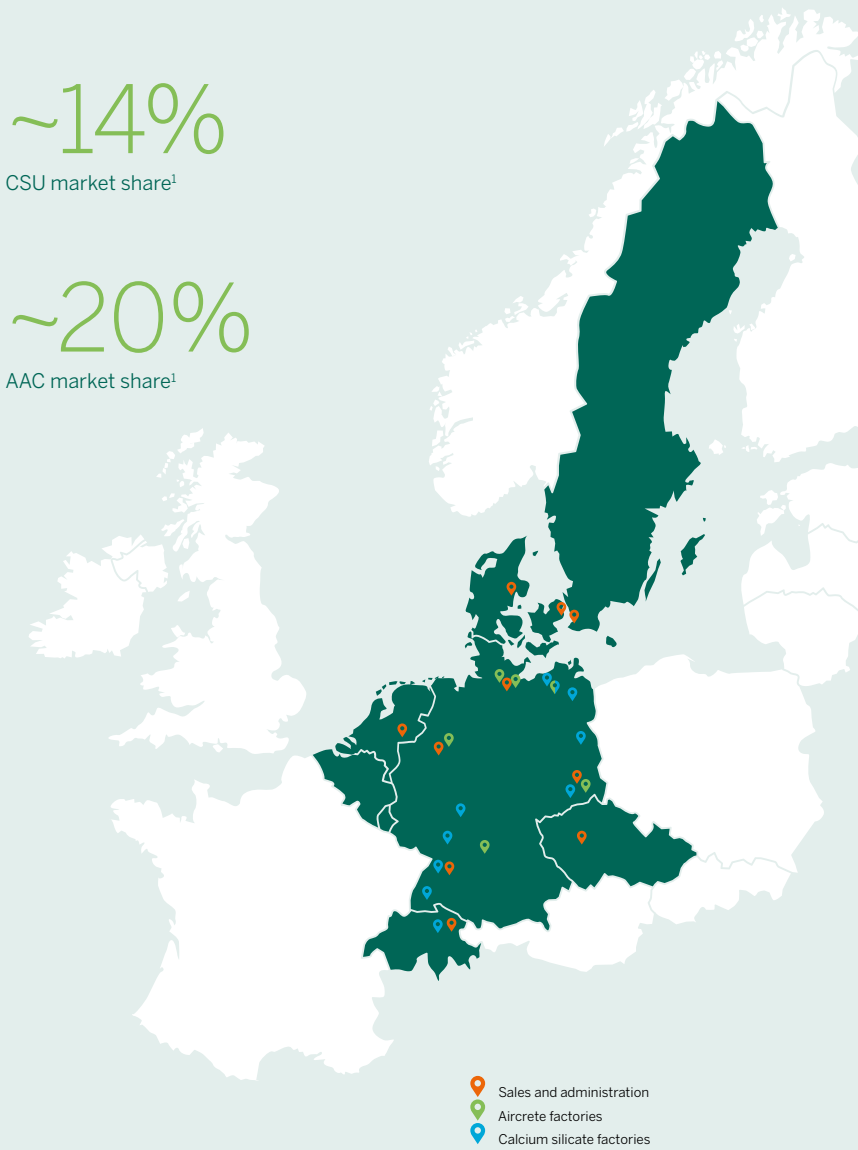 ~14%
CSU market share¹
~20%
AAC market share¹
Sales and administration
Aircrete factories
Calcium silicate factories